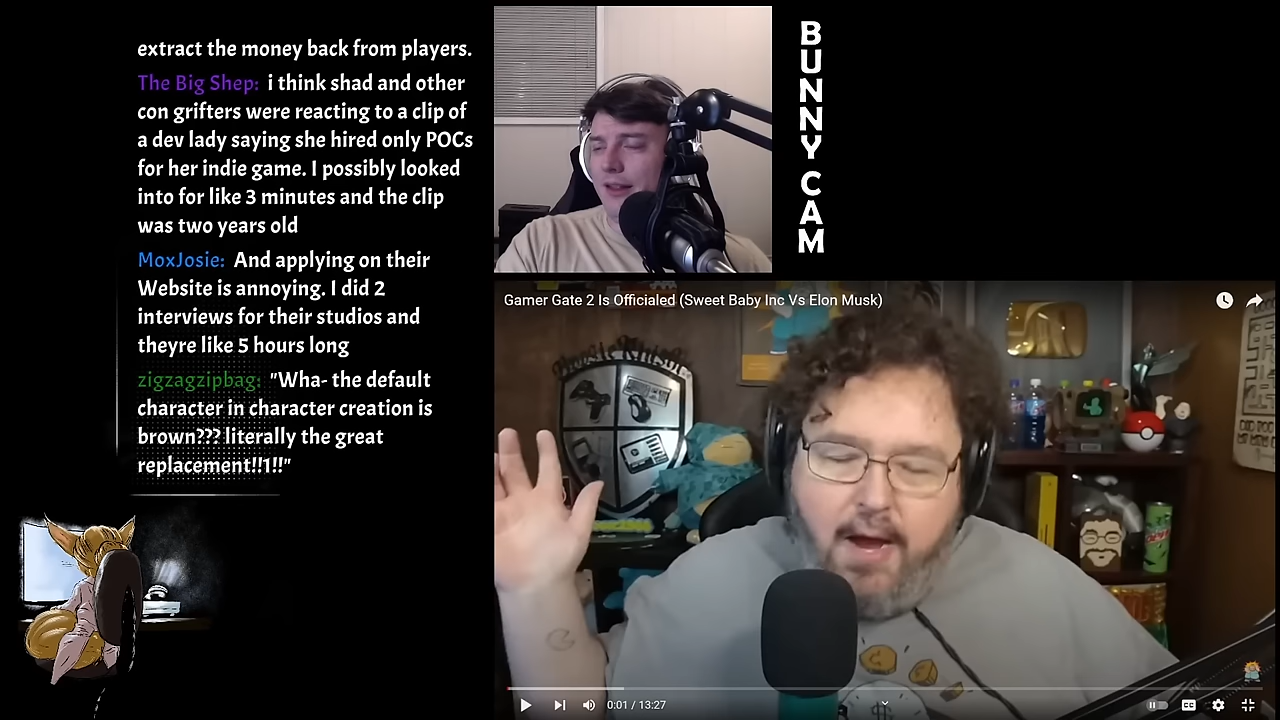 extract the money back from players.
The Big Shep: i think shad and other
con grifters were reacting to a clip of
a dev lady saying she hired only POCs
for her indie game. I possibly looked
into for like 3 minutes and the clip
was two years old
MoxJosie: And applying on their
Website is annoying. I did 2
interviews for their studios and
theyre like 5 hours long
zigzagzipbag: "Wha- the default
character in character creation is
brown??? literally the great
replacement!!1!!"
BUNNY CAM
Gamer Gate 2 Is Officialed (Sweet Baby Inc Vs Elon Musk)
0:01 / 13:27
CC